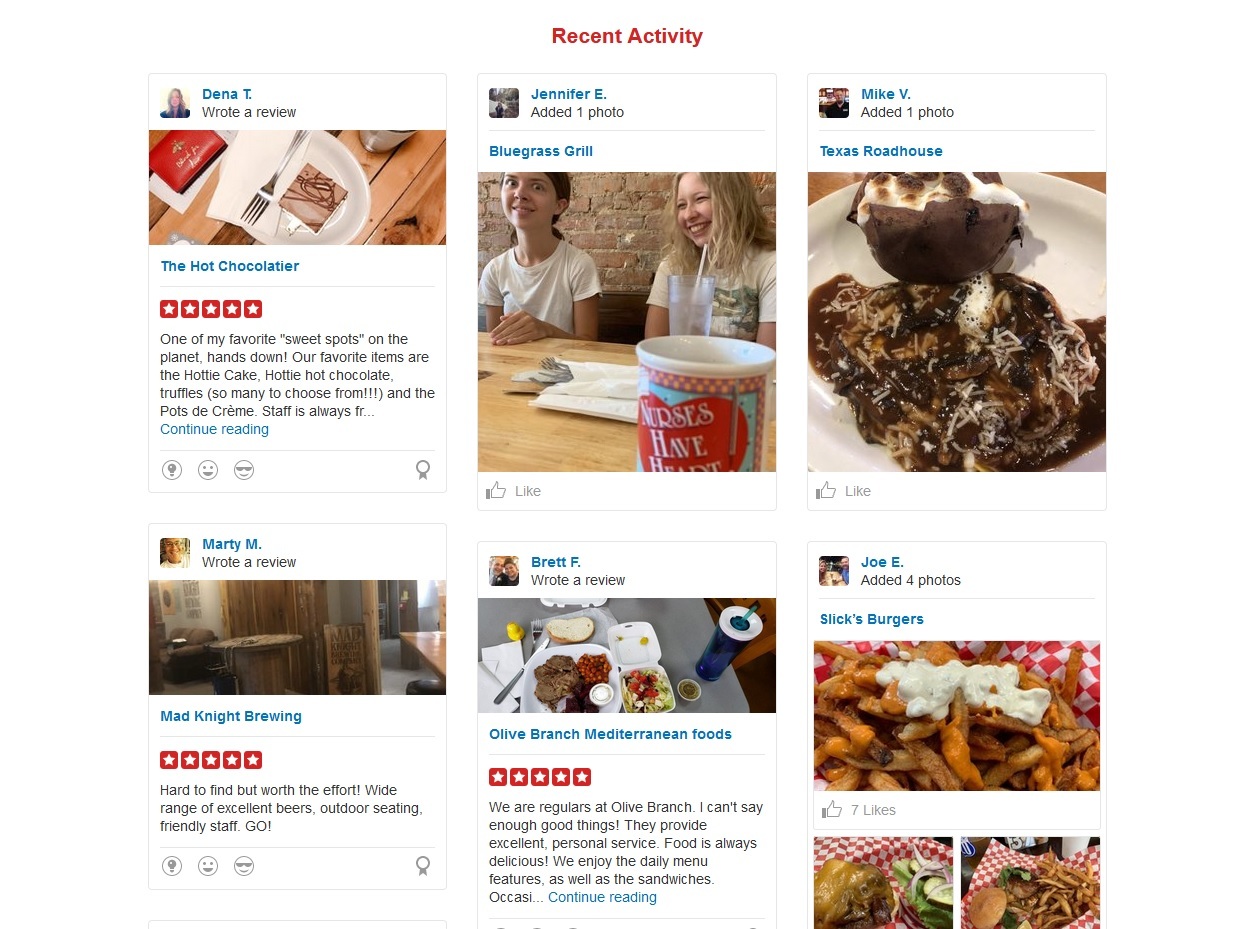 Recent Activity
Dena T.
Wrote a review
The Hot Chocolatier
One of my favorite "sweet spots" on the
planet, hands down! Our favorite items are
the Hottie Cake, Hottie hot chocolate,
truffles (so many to choose from!!!) and the
Pots de Crème. Staff is always fr...
Continue reading
Marty M.
Wrote a review
MAD
KNIGHT
BREWING
COMPANY
Mad Knight Brewing
Hard to find but worth the effort! Wide
range of excellent beers, outdoor seating,
friendly staff. GO!
Jennifer E.
Added 1 photo
Bluegrass Grill
NURSES
HAVE
HEART
Like
Brett F.
Wrote a review
Olive Branch Mediterranean foods
We are regulars at Olive Branch. I can't say
enough good things! They provide
excellent, personal service. Food is always
delicious! We enjoy the daily menu
features, as well as the sandwiches.
Occasi... Continue reading
Mike V.
Added 1 photo
Texas Roadhouse
Like
Joe E.
Added 4 photos
Slick's Burgers
7 Likes